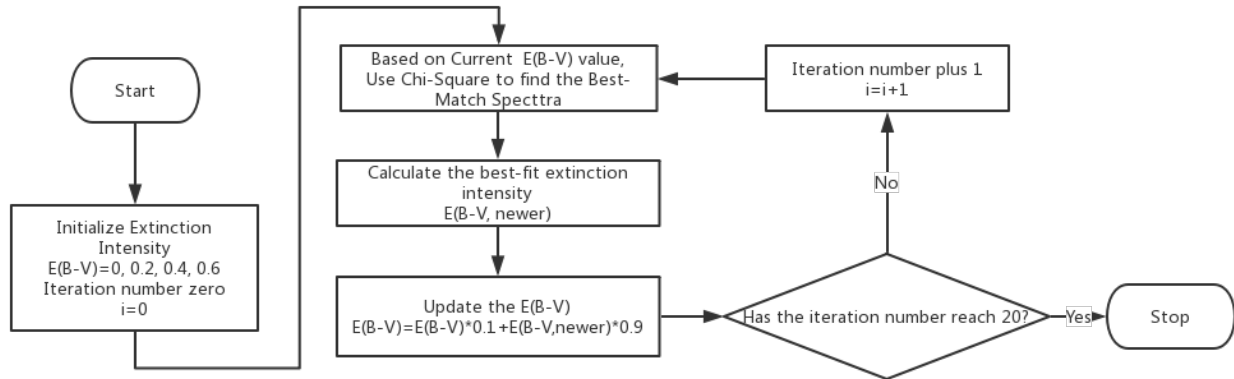 Start
Initialize Extinction
Intensity
E(B-V)=0, 0.2, 0.4, 0.6
Iteration number zero
i=0
Based on Current  E(B-V) value,
Use Chi-Square to find the Best-
Match Specttra
Calculate the best-fit extinction
intensity
E(B-V, newer)
Update the E(B-V)
E(B-V)=E(B-V)*0.1+E(B-V,newer)*0.9
Has the iteration number reach 20?
No
Iteration number plus 1
i=i+1
Yes
Stop